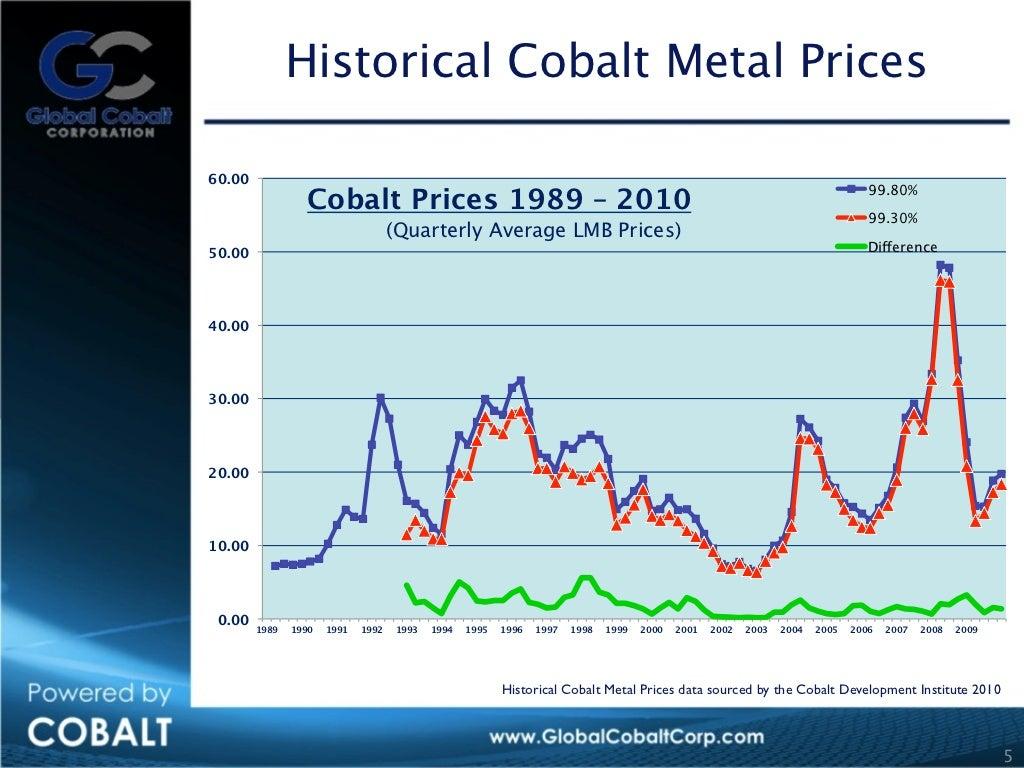 GC
Global Cobalt
CORPORATION
Historical Cobalt Metal Prices
Cobalt Prices 1989 – 2010
(Quarterly Average LMB Prices)
99.80%
99.30%
Difference
60.00
50.00
40.00
30.00
20.00
10.00
0.00
1989 1990 1991 1992 1993 1994 1995 1996 1997 1998 1999 2000 2001 2002 2003 2004 2005 2006 2007 2008 2009
Historical Cobalt Metal Prices data sourced by the Cobalt Development Institute 2010
Powered by
COBALT
www.GlobalCobaltCorp.com
5